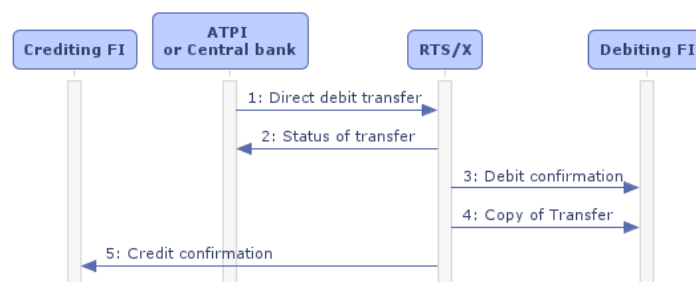 Crediting FI
ATPI
or Central bank
RTS/X
Debiting FI
1: Direct debit transfer
2: Status of transfer
3: Debit confirmation
4: Copy of Transfer
5: Credit confirmation